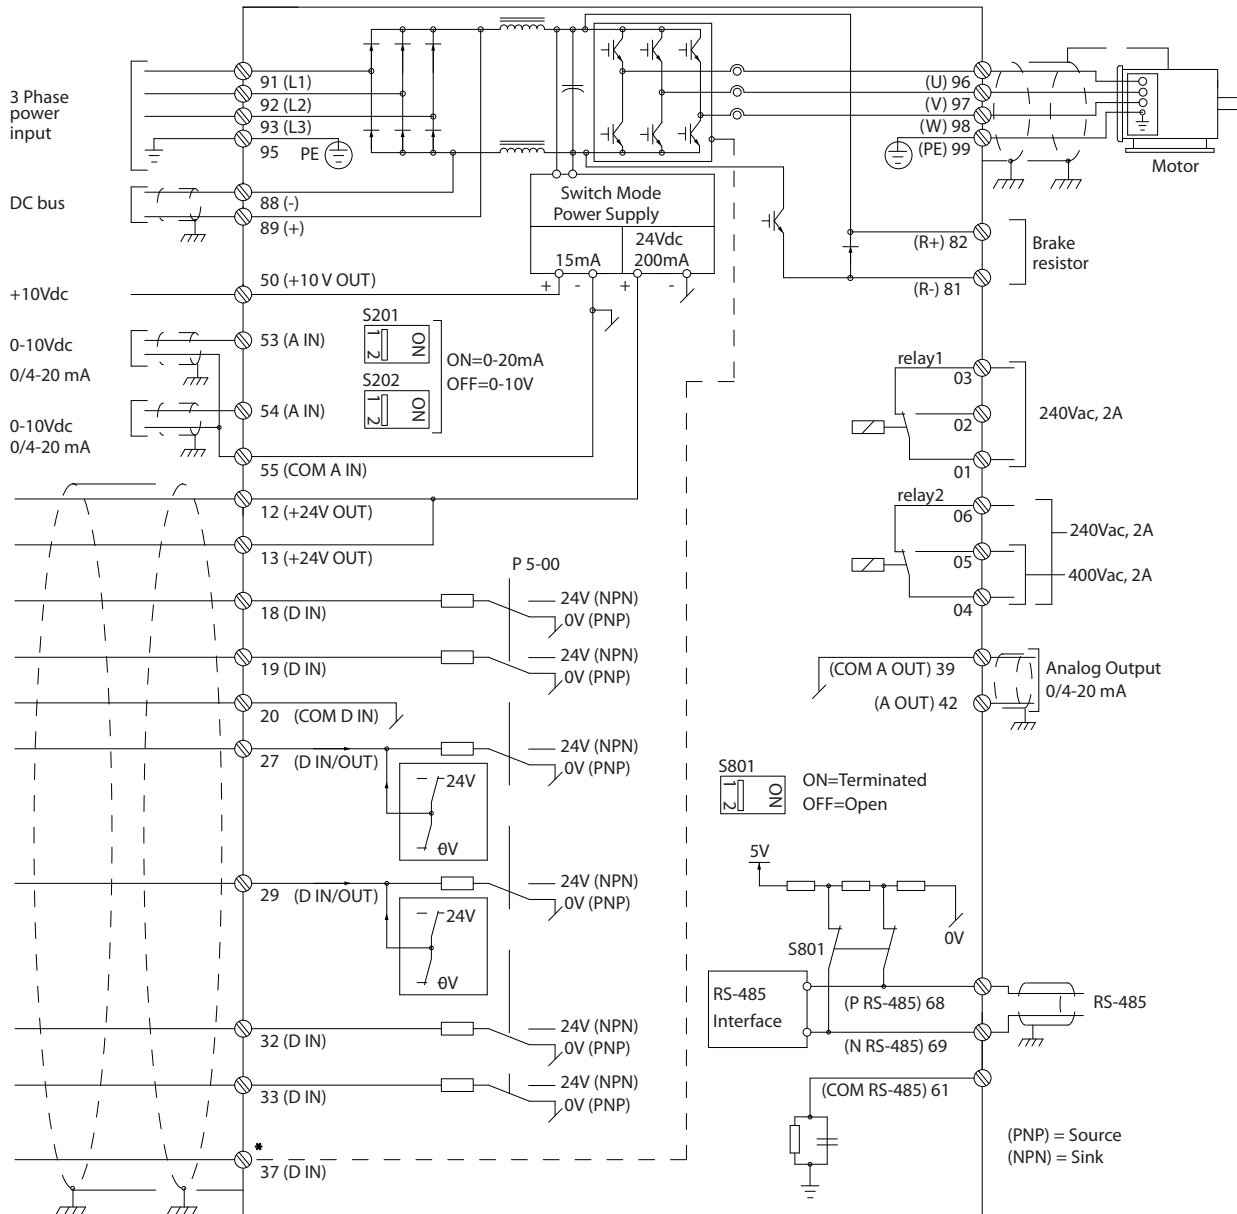 3 Phase
power
input
91 (L1)
92 (L2)
93 (L3)
95
PE
DC bus
88 (-)
89 (+)
Switch Mode
Power Supply
15mA
24Vdc
200mA
+ - + -
+10Vdc
50 (+10 V OUT)
0-10Vdc
0/4-20 mA
53 (A IN)
S201
1 2
ON
S202
1 2
ON
ON=0-20mA
OFF=0-10V
0-10Vdc
0/4-20 mA
54 (A IN)
55 (COM A IN)
12 (+24V OUT)
13 (+24V OUT)
P 5-00
18 (D IN)
24V (NPN)
0V (PNP)
19 (D IN)
24V (NPN)
0V (PNP)
20 (COM D IN)
27 (D IN/OUT)
24V (NPN)
0V (PNP)
24V
0V
29 (D IN/OUT)
24V (NPN)
0V (PNP)
24V
0V
32 (D IN)
24V (NPN)
0V (PNP)
33 (D IN)
24V (NPN)
0V (PNP)
*
37 (D IN)
(U) 96
(V) 97
(W) 98
(PE) 99
Motor
(R+) 82
(R-) 81
Brake
resistor
relay1
03
02
01
240Vac, 2A
relay2
06
05
04
240Vac, 2A
400Vac, 2A
(COM A OUT) 39
(A OUT) 42
Analog Output
0/4-20 mA
S801
1 2
ON
ON=Terminated
OFF=Open
5V
0V
S801
RS-485
Interface
(P RS-485) 68
(N RS-485) 69
RS-485
(COM RS-485) 61
(PNP) = Source
(NPN) = Sink